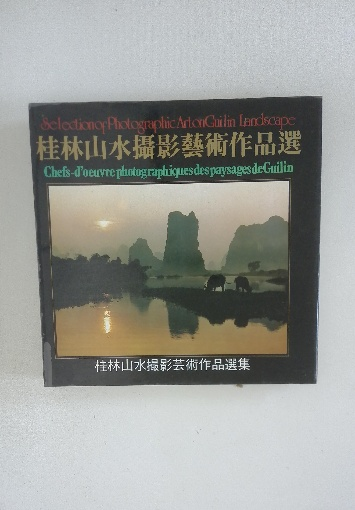 Selection of Photographic Art on Guilin Landscape
桂林山水攝影藝術作品選
Chefs-d'oeuvre photographiques des paysages de Guilin
桂林山水撮影芸術作品選集